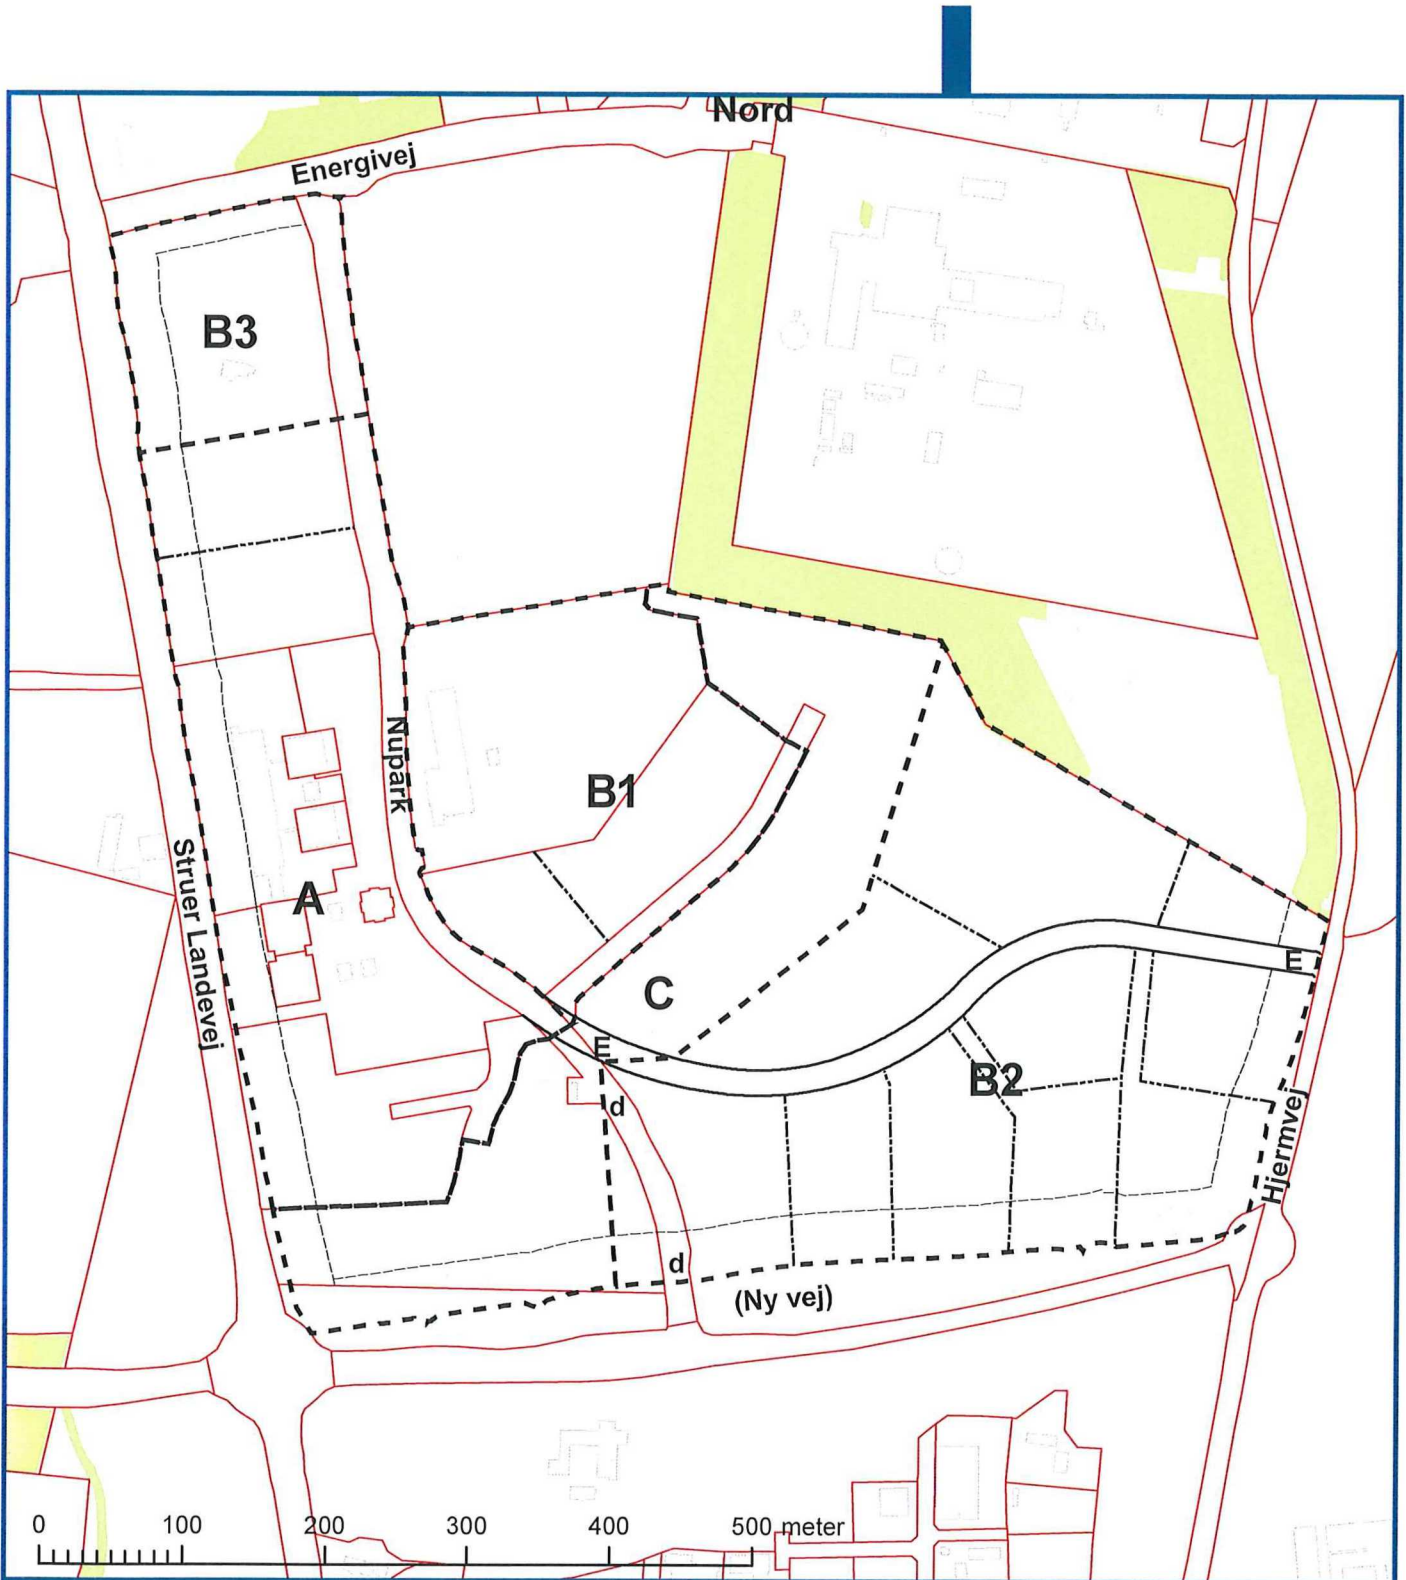 Nord
Energivej
B3
Nupark
B1
Struer Landevej
A
C
E
E
d
B2
Hjermvej
d
(Ny vej)
0 100 200 300 400 500 meter